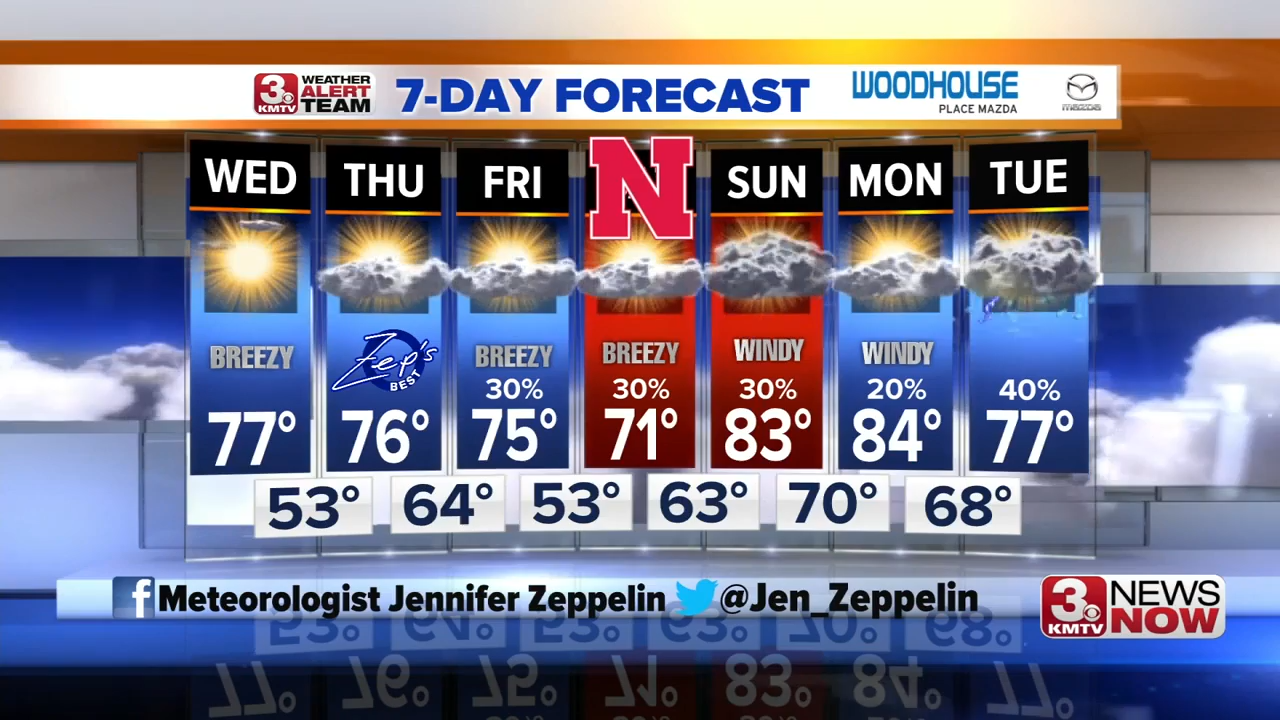 3 KMTV WEATHER ALERT TEAM 7-DAY FORECAST WOODHOUSE PLACE MAZDA
WED THU FRI N SUN MON TUE
BREEZY Zep's BEST BREEZY BREEZY WINDY WINDY
30% 30% 30% 20% 40%
77° 76° 75° 71° 83° 84° 77°
53° 64° 53° 63° 70° 68°
f Meteorologist Jennifer Zeppelin @Jen_Zeppelin
3 KMTV NEWS NOW